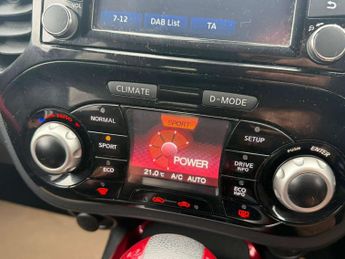 7-12 DAB List TA
CLIMATE D-MODE
NORMAL SPORT SETUP
SPORT DRIVE INFO PUSH ENTER
POWER
ECO 21.0°C A/C AUTO ECO INFO